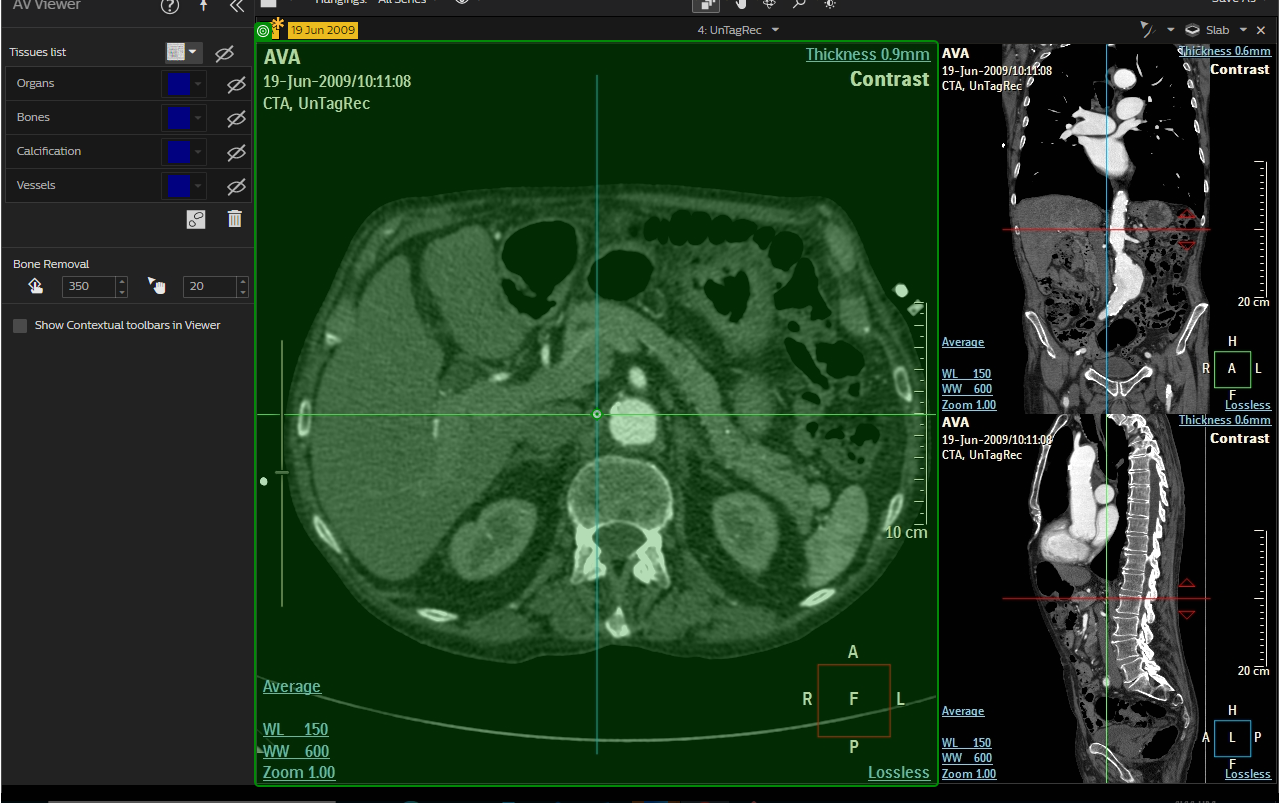 AV Viewer
Hangings: All Series
Save As
19 Jun 2009
4: UnTagRec
Slab
Tissues list
Organs
Bones
Calcification
Vessels
Bone Removal
350
20
Show Contextual toolbars in Viewer
AVA
19-Jun-2009/10:11:08
CTA, UnTagRec
Thickness 0.9mm
Contrast
10 cm
Average
WL 150
WW 600
Zoom 1.00
A
R F L
P
Lossless
AVA
19-Jun-2009/10:11:08
CTA, UnTagRec
Thickness 0.6mm
Contrast
20 cm
Average
WL 150
WW 600
Zoom 1.00
H
R A L
F
Lossless
AVA
19-Jun-2009/10:11:08
CTA, UnTagRec
Thickness 0.6mm
Contrast
20 cm
Average
WL 150
WW 600
Zoom 1.00
H
A L P
F
Lossless